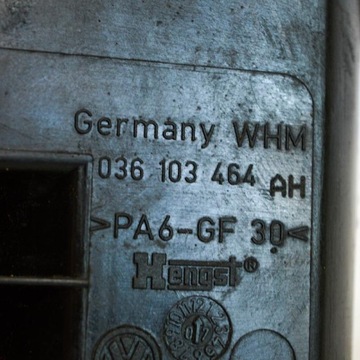 Germany WHM
036 103 464 AH
>PA6-GF 30<
Hengst®